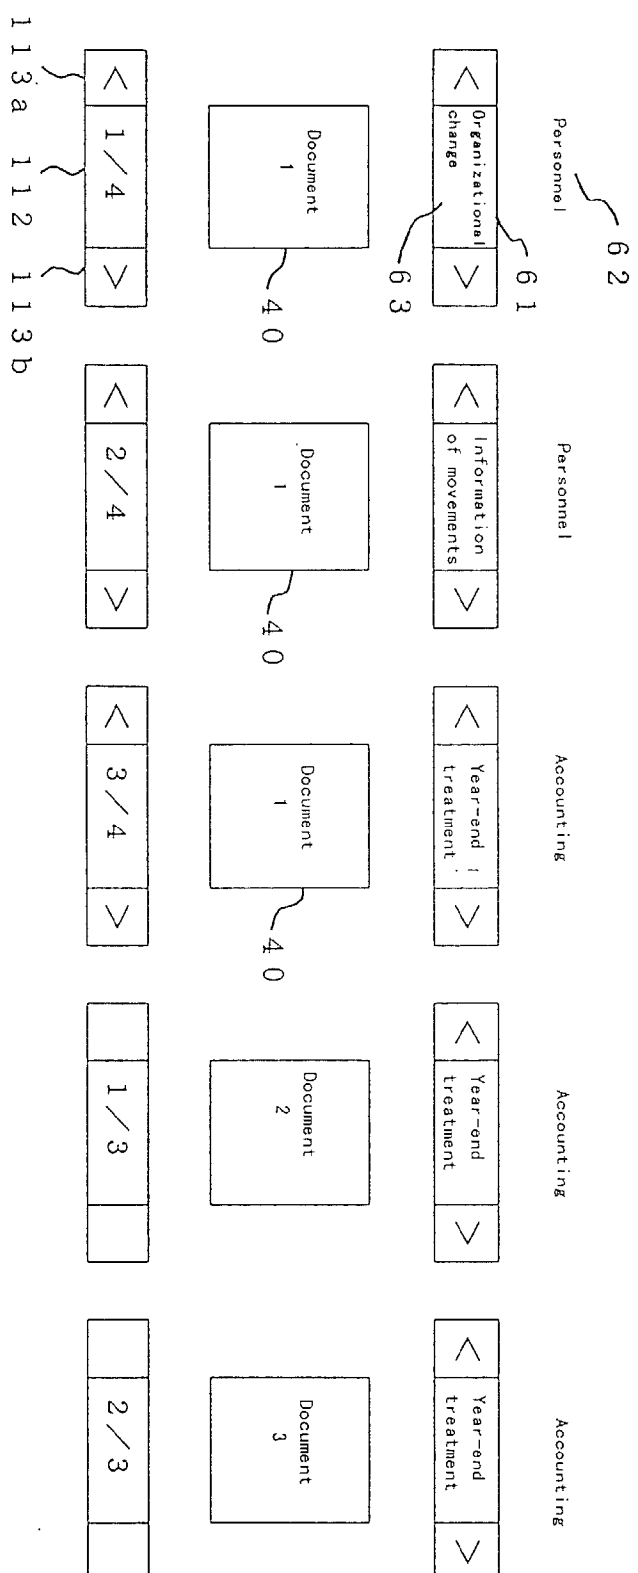 62
Personnel
61
< Organizational >
change
63
Document
1
40
< 1/4 >
113a 112 113b
Personnel
< Information >
of movements
Document
1
40
< 2/4 >
Accounting
< Year-end >
treatment
Document
1
40
< 3/4 >
Accounting
< Year-end >
treatment
Document
2
1/3
Accounting
< Year-end >
treatment
Document
3
2/3